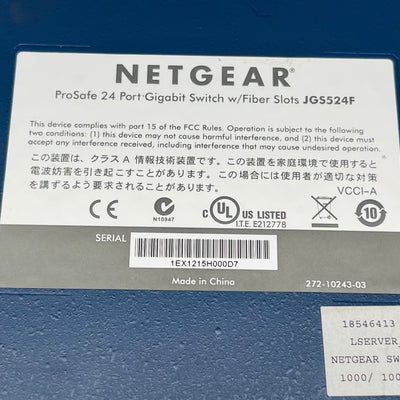 NETGEAR®
ProSafe 24 Port Gigabit Switch w/Fiber Slots JGS524F
This device complies with part 15 of the FCC Rules. Operation is subject to the following
two conditions: (1) this device may not cause harmful interference, and (2) this device must
accept any interference received, including interference that may cause undesired operation.
この装置は、クラスA 情報技術装置です。この装置を家庭環境で使用すると
電波妨害を引き起こすことがあります。この場合には使用者が適切な対策
を講ずるよう要求されることがあります。
VCCI-A
CE
N10947
c UL US LISTED
I.T.E. E212778
10
SERIAL
1EX1215H000D7
Made in China
272-10243-03
18546413
LSERVER_
NETGEAR SW
1000/ 100